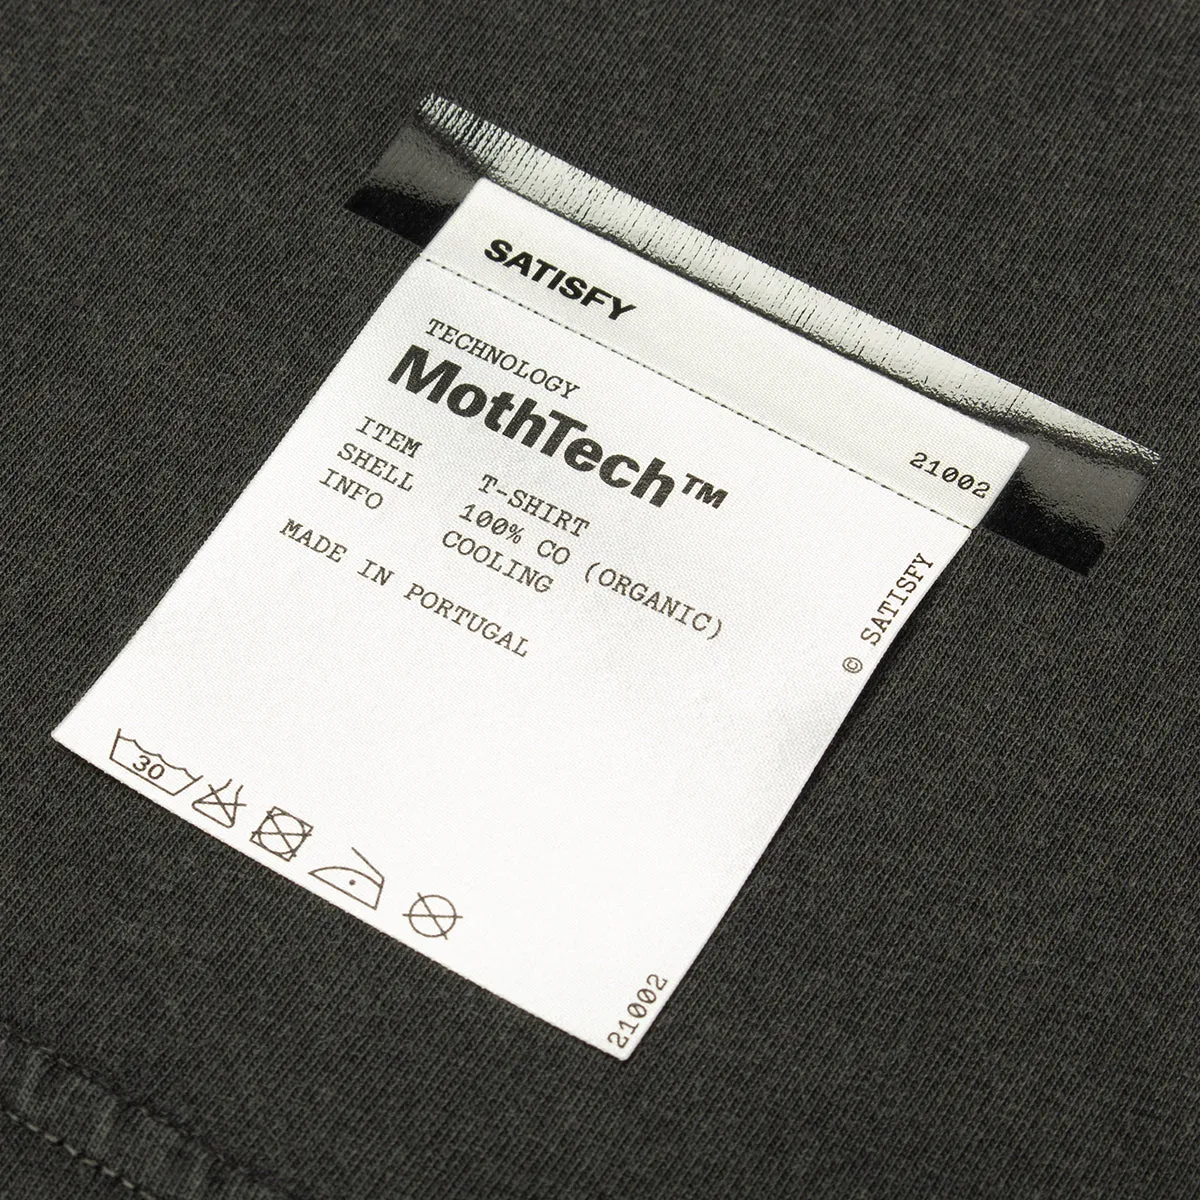 SATISFY
21002
TECHNOLOGY
MothTech™
ITEM T-SHIRT
SHELL 100% CO (ORGANIC)
INFO COOLING
MADE IN PORTUGAL
© SATISFY
30
21002